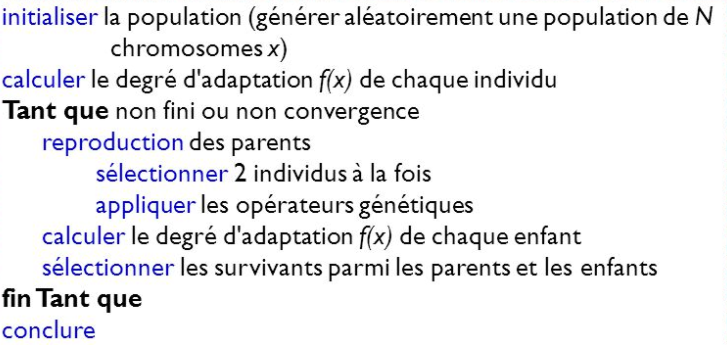 initialiser la population (générer aléatoirement une population de N
chromosomes x)
calculer le degré d'adaptation f(x) de chaque individu
Tant que non fini ou non convergence
reproduction des parents
sélectionner 2 individus à la fois
appliquer les opérateurs génétiques
calculer le degré d'adaptation f(x) de chaque enfant
sélectionner les survivants parmi les parents et les enfants
fin Tant que
conclure